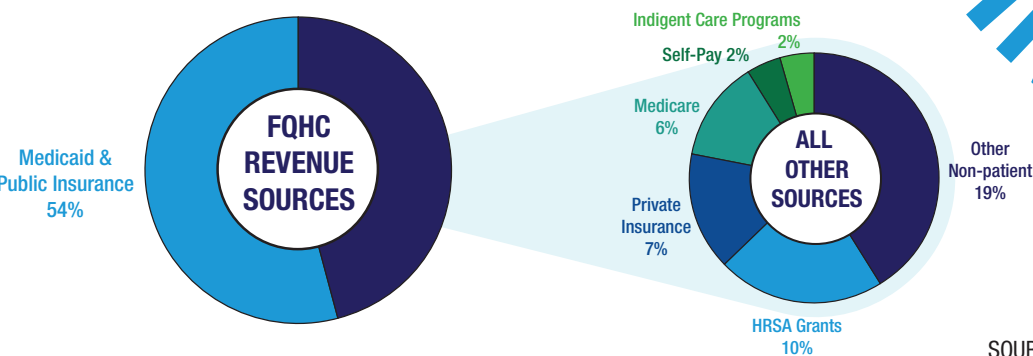 Medicaid &
Public Insurance
54%
FQHC
REVENUE
SOURCES
Indigent Care Programs
2%
Self-Pay 2%
Medicare
6%
Private
Insurance
7%
HRSA Grants
10%
Other
Non-patient
19%
ALL
OTHER
SOURCES